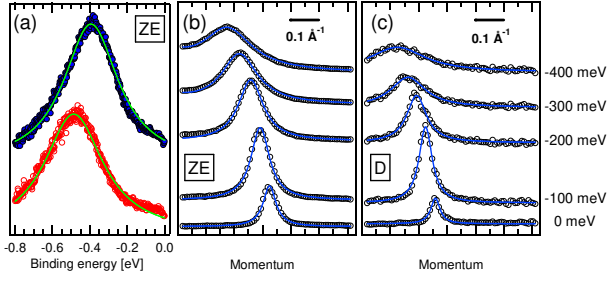 (a)
ZE
(b)
0.1 Å⁻¹
(c)
0.1 Å⁻¹
-400 meV
-300 meV
-200 meV
ZE
D
-100 meV
0 meV
-0.8 -0.6 -0.4 -0.2 0.0
Binding energy [eV]
Momentum
Momentum